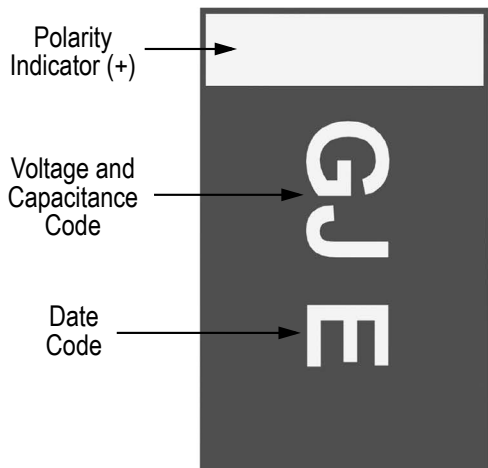 Polarity
Indicator (+)
Voltage and
Capacitance
Code
GJ E
Date
Code